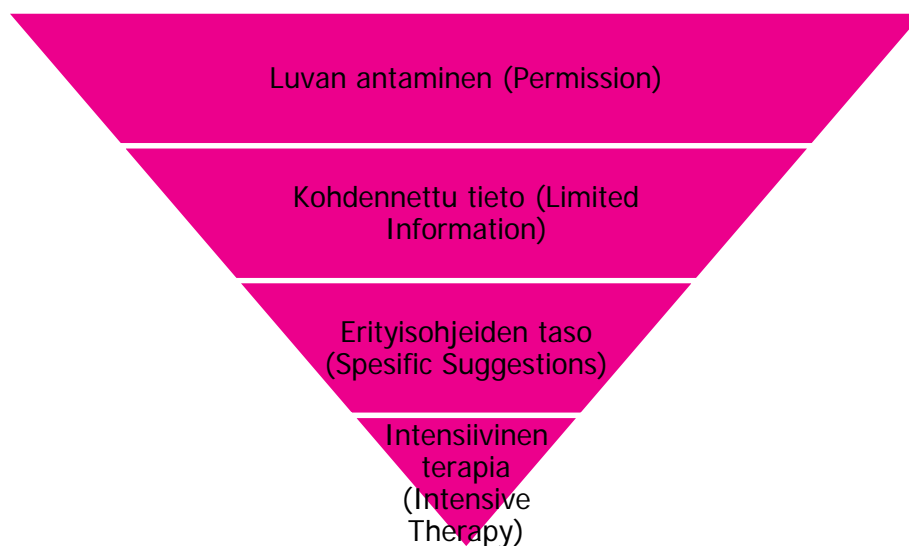 Luvan antaminen (Permission)
Kohdennettu tieto (Limited
Information)
Erityisohjeiden taso
(Spesific Suggestions)
Intensiivinen
terapia
(Intensive
Therapy)